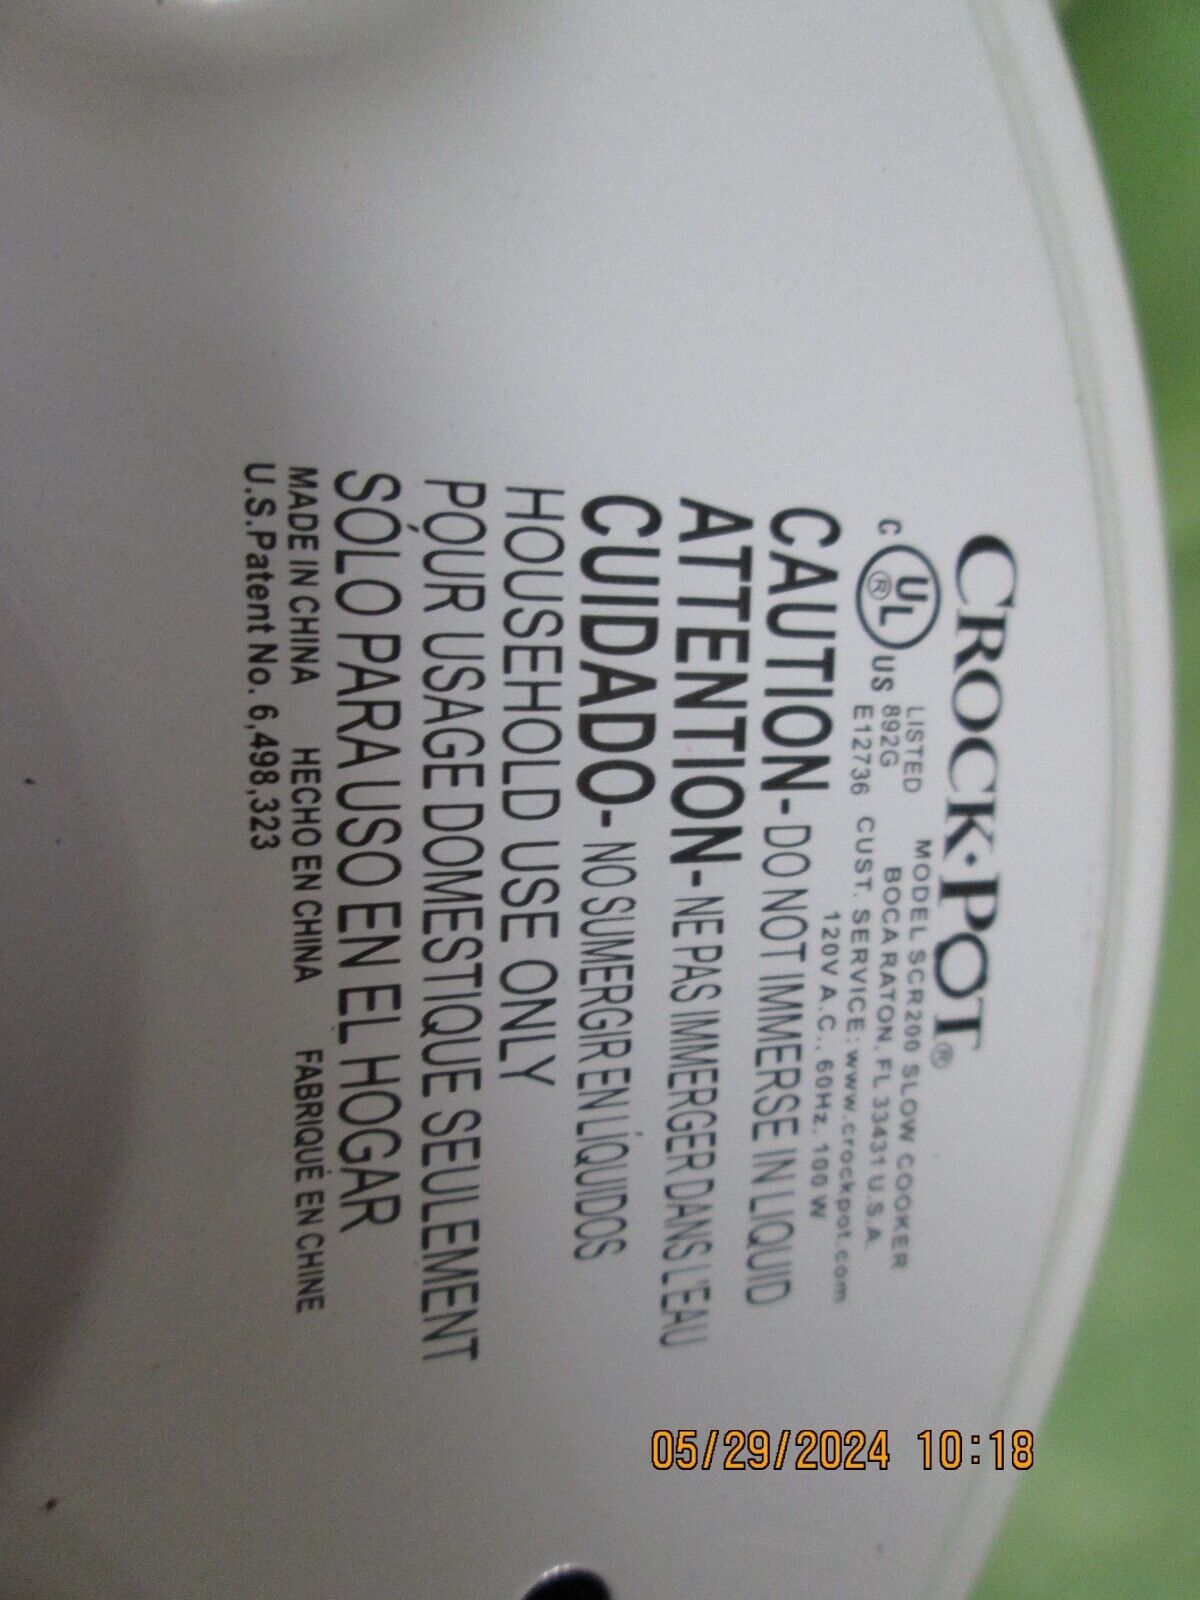 CROCK·POT®
MODEL SCR200 SLOW COOKER
LISTED
BOCA RATON, FL 33431 U.S.A.
C UL® US 892G
CUST. SERVICE: www.crockpot.com
E12736
120V A.C., 60Hz. 100W
CAUTION- DO NOT IMMERSE IN LIQUID
ATTENTION- NE PAS IMMERGER DANS L'EAU
CUIDADO- NO SUMERGIR EN LÍQUIDOS
HOUSEHOLD USE ONLY
POUR USAGE DOMESTIQUE SEULEMENT
SÓLO PARA USO EN EL HOGAR
MADE IN CHINA HECHO EN CHINA FABRIQUÉ EN CHINE
U.S.Patent No. 6,498,323
05/29/2024 10:18